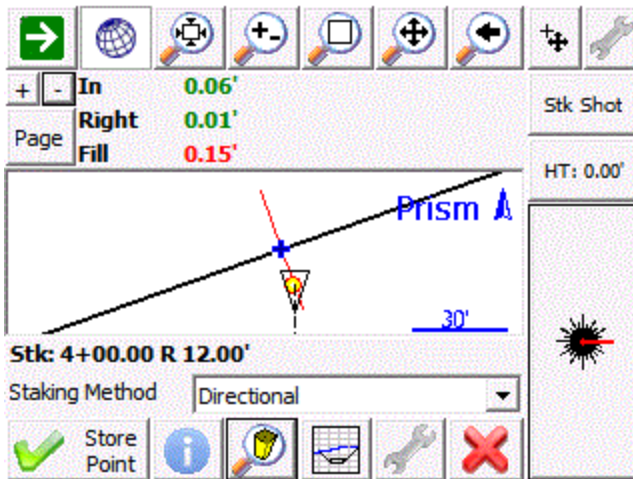 + - In 0.06'
Right 0.01'
Page
Fill 0.15'
Stk Shot
HT: 0.00'
Prism
30'
Stk: 4+00.00 R 12.00'
Staking Method Directional
Store
Point